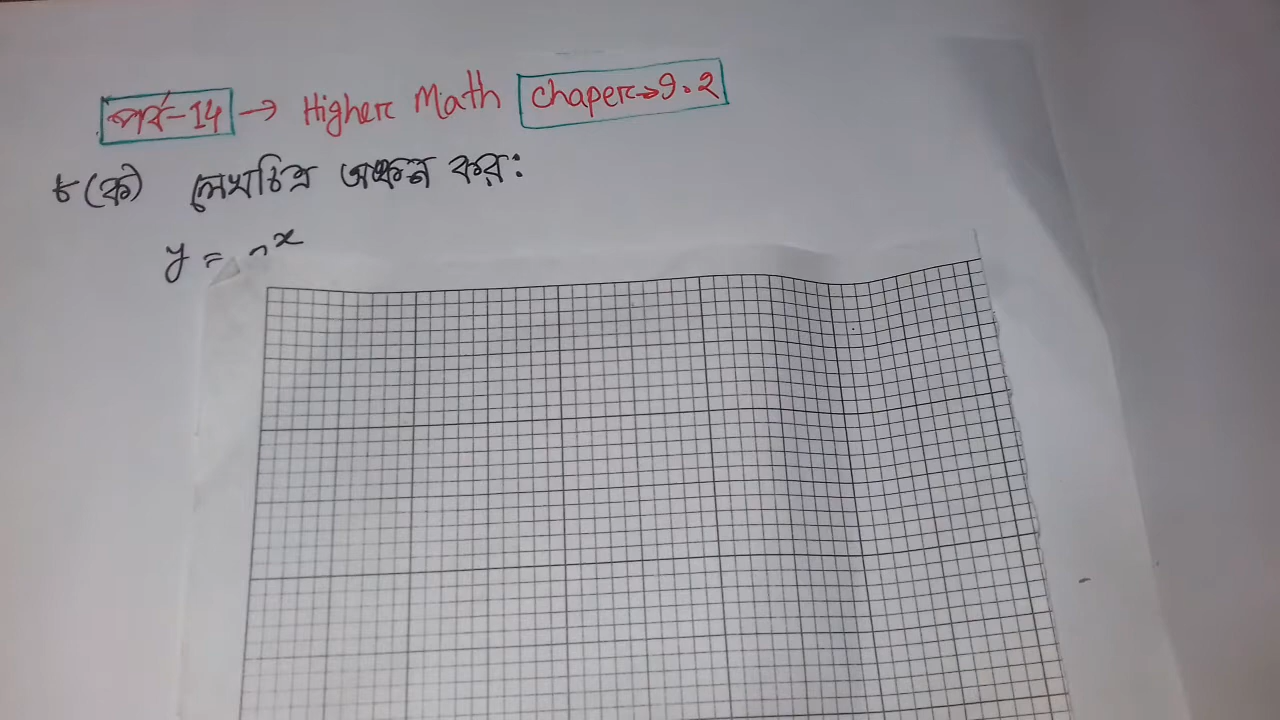 পর্ব-14 → Higher Math Chaper→9.2
৮(ক) লেখচিত্র অঙ্কন কর:
y =